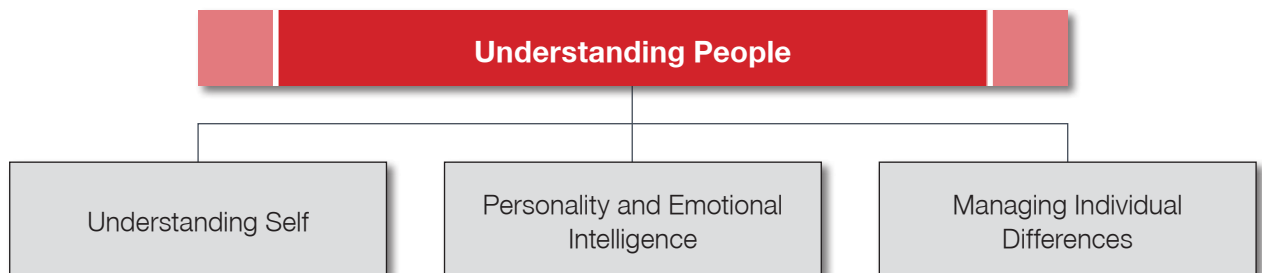 Understanding People
Understanding Self
Personality and Emotional
Intelligence
Managing Individual
Differences